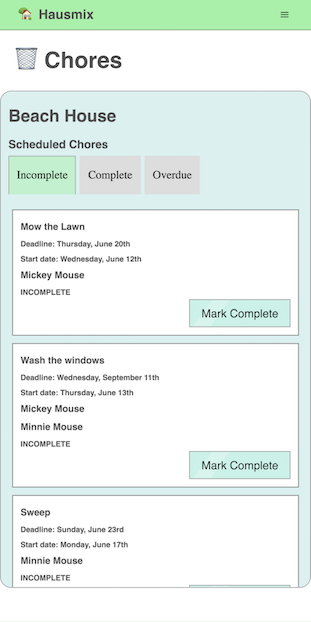 Hausmix
Chores
Beach House
Scheduled Chores
Incomplete
Complete
Overdue
Mow the Lawn
Deadline: Thursday, June 20th
Start date: Wednesday, June 12th
Mickey Mouse
INCOMPLETE
Mark Complete
Wash the windows
Deadline: Wednesday, September 11th
Start date: Thursday, June 13th
Mickey Mouse
Minnie Mouse
INCOMPLETE
Mark Complete
Sweep
Deadline: Sunday, June 23rd
Start date: Monday, June 17th
Minnie Mouse
INCOMPLETE